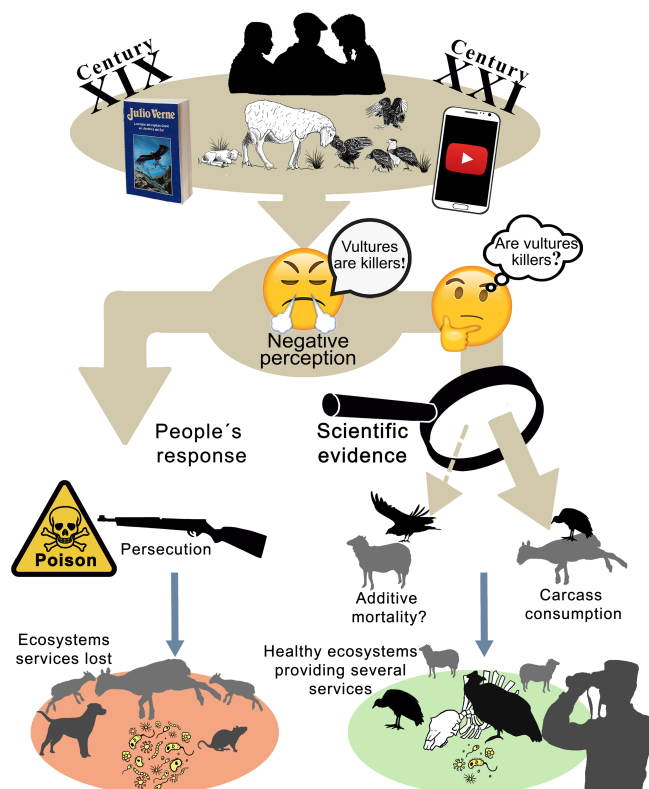 Century
XIX
Century
XXI
Julio Verne
Vultures
are killers!
Are vultures
killers?
Negative
perception
People´s
response
Scientific
evidence
Poison
Persecution
Additive
mortality?
Carcass
consumption
Ecosystems
services lost
Healthy ecosystems
providing several
services